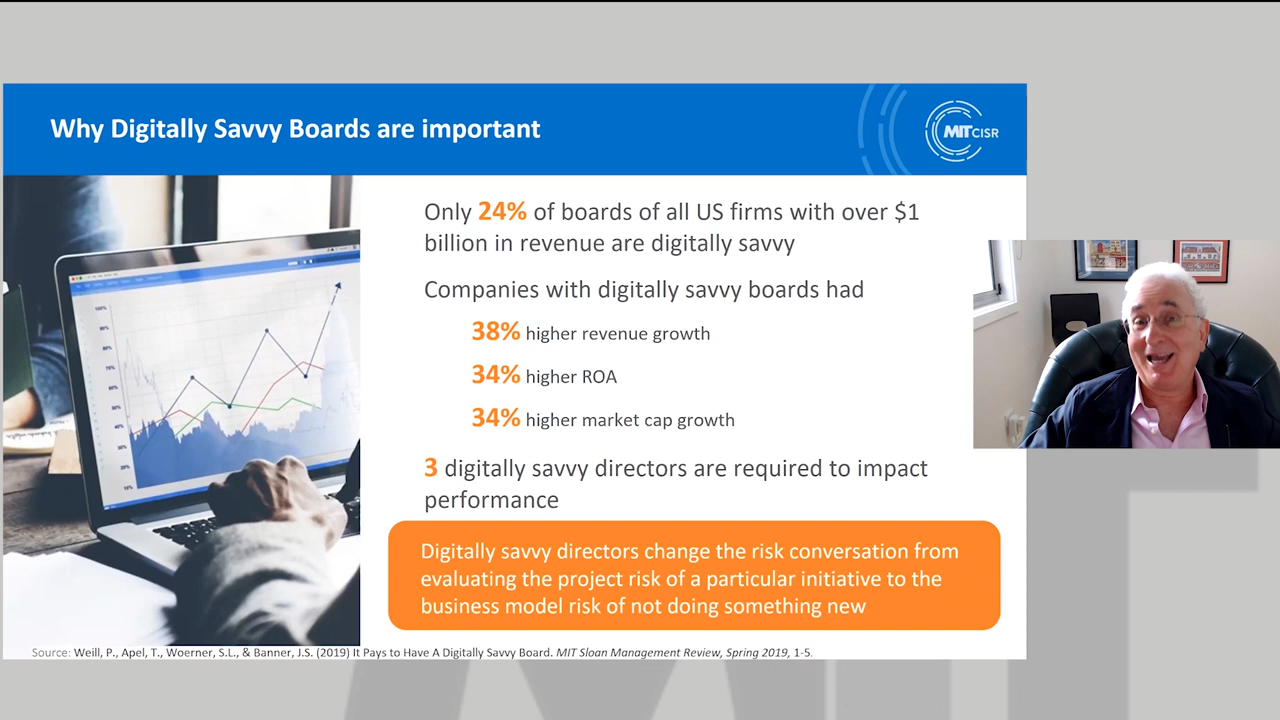 Why Digitally Savvy Boards are important
MIT CISR
Only 24% of boards of all US firms with over $1
billion in revenue are digitally savvy
Companies with digitally savvy boards had
38% higher revenue growth
34% higher ROA
34% higher market cap growth
3 digitally savvy directors are required to impact
performance
Digitally savvy directors change the risk conversation from
evaluating the project risk of a particular initiative to the
business model risk of not doing something new
Source: Weill, P., Apel, T., Woerner, S.L., & Banner, J.S. (2019) It Pays to Have A Digitally Savvy Board. MIT Sloan Management Review, Spring 2019, 1-5.